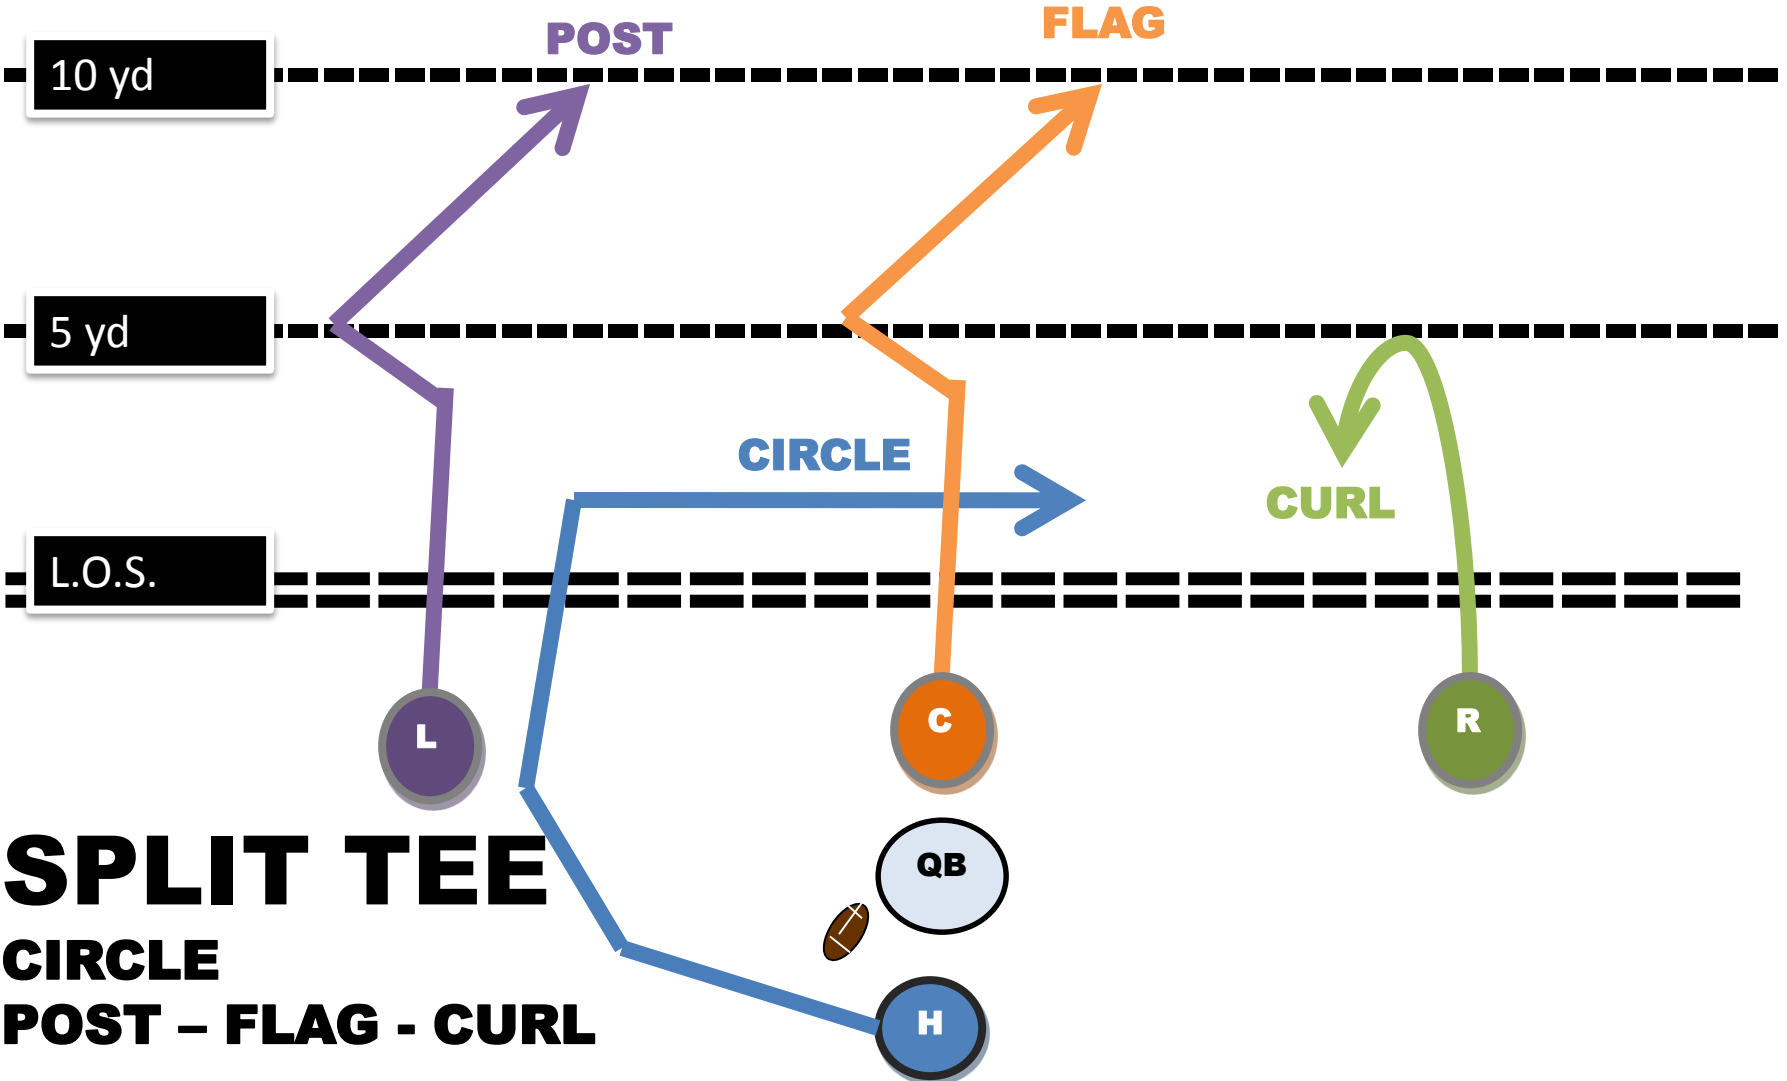 POST
FLAG
10 yd
5 yd
CIRCLE
CURL
L.O.S.
L
C
R
QB
H
SPLIT TEE
CIRCLE
POST – FLAG - CURL